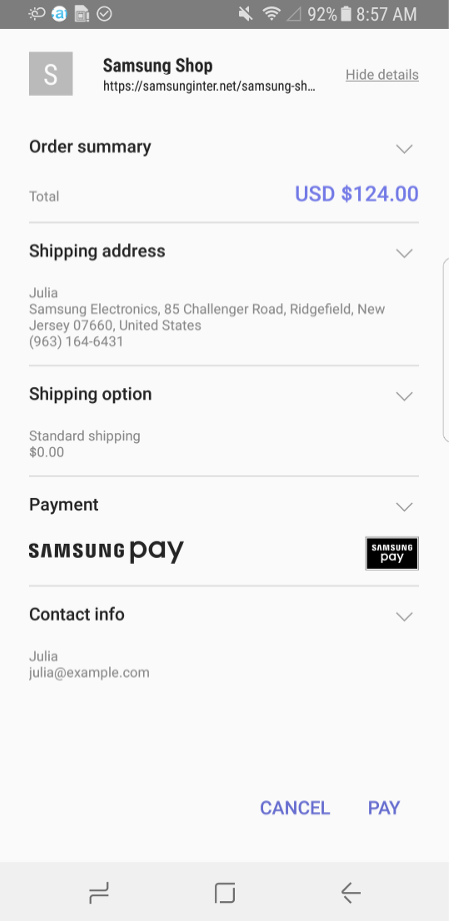 92% 8:57 AM
S
Samsung Shop
https://samsunginter.net/samsung-sh...
Hide details
Order summary
Total
USD $124.00
Shipping address
Julia
Samsung Electronics, 85 Challenger Road, Ridgefield, New
Jersey 07660, United States
(963) 164-6431
Shipping option
Standard shipping
$0.00
Payment
SAMSUNG pay
SAMSUNG
pay
Contact info
Julia
julia@example.com
CANCEL
PAY